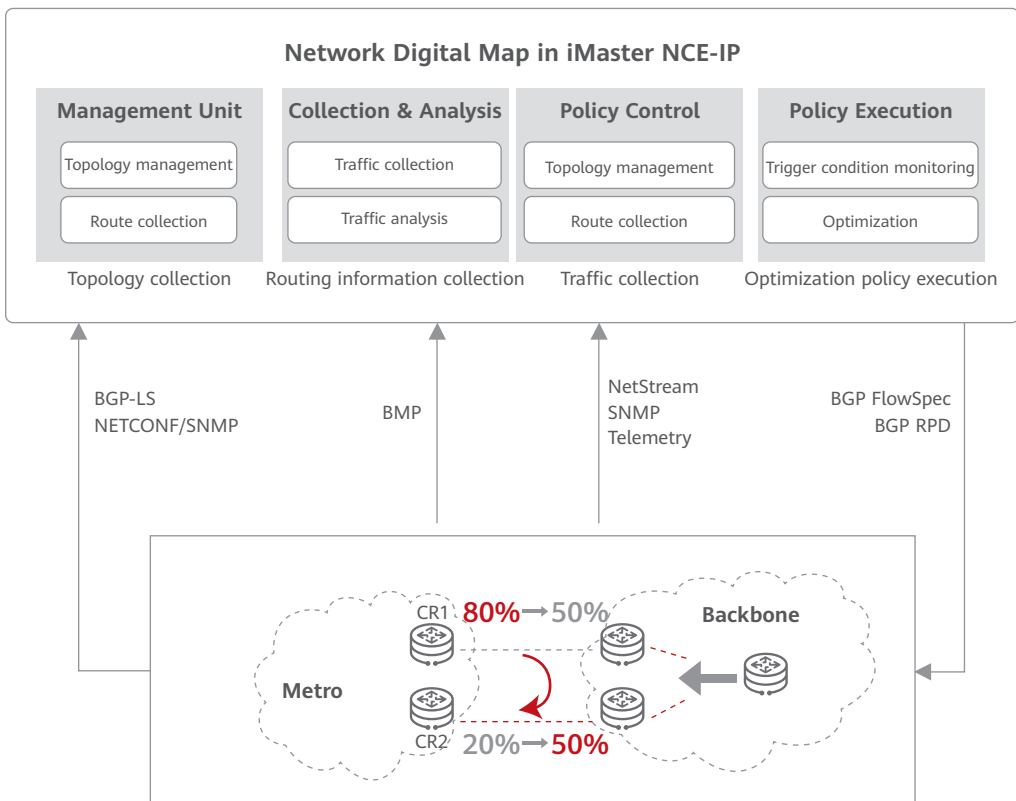 Network Digital Map in iMaster NCE-IP
Management Unit
Topology management
Route collection
Topology collection
Collection & Analysis
Traffic collection
Traffic analysis
Routing information collection
Policy Control
Topology management
Route collection
Traffic collection
Policy Execution
Trigger condition monitoring
Optimization
Optimization policy execution
BGP-LS
NETCONF/SNMP
BMP
NetStream
SNMP
Telemetry
BGP FlowSpec
BGP RPD
CR1
80%
50%
Backbone
Metro
CR2
20%
50%